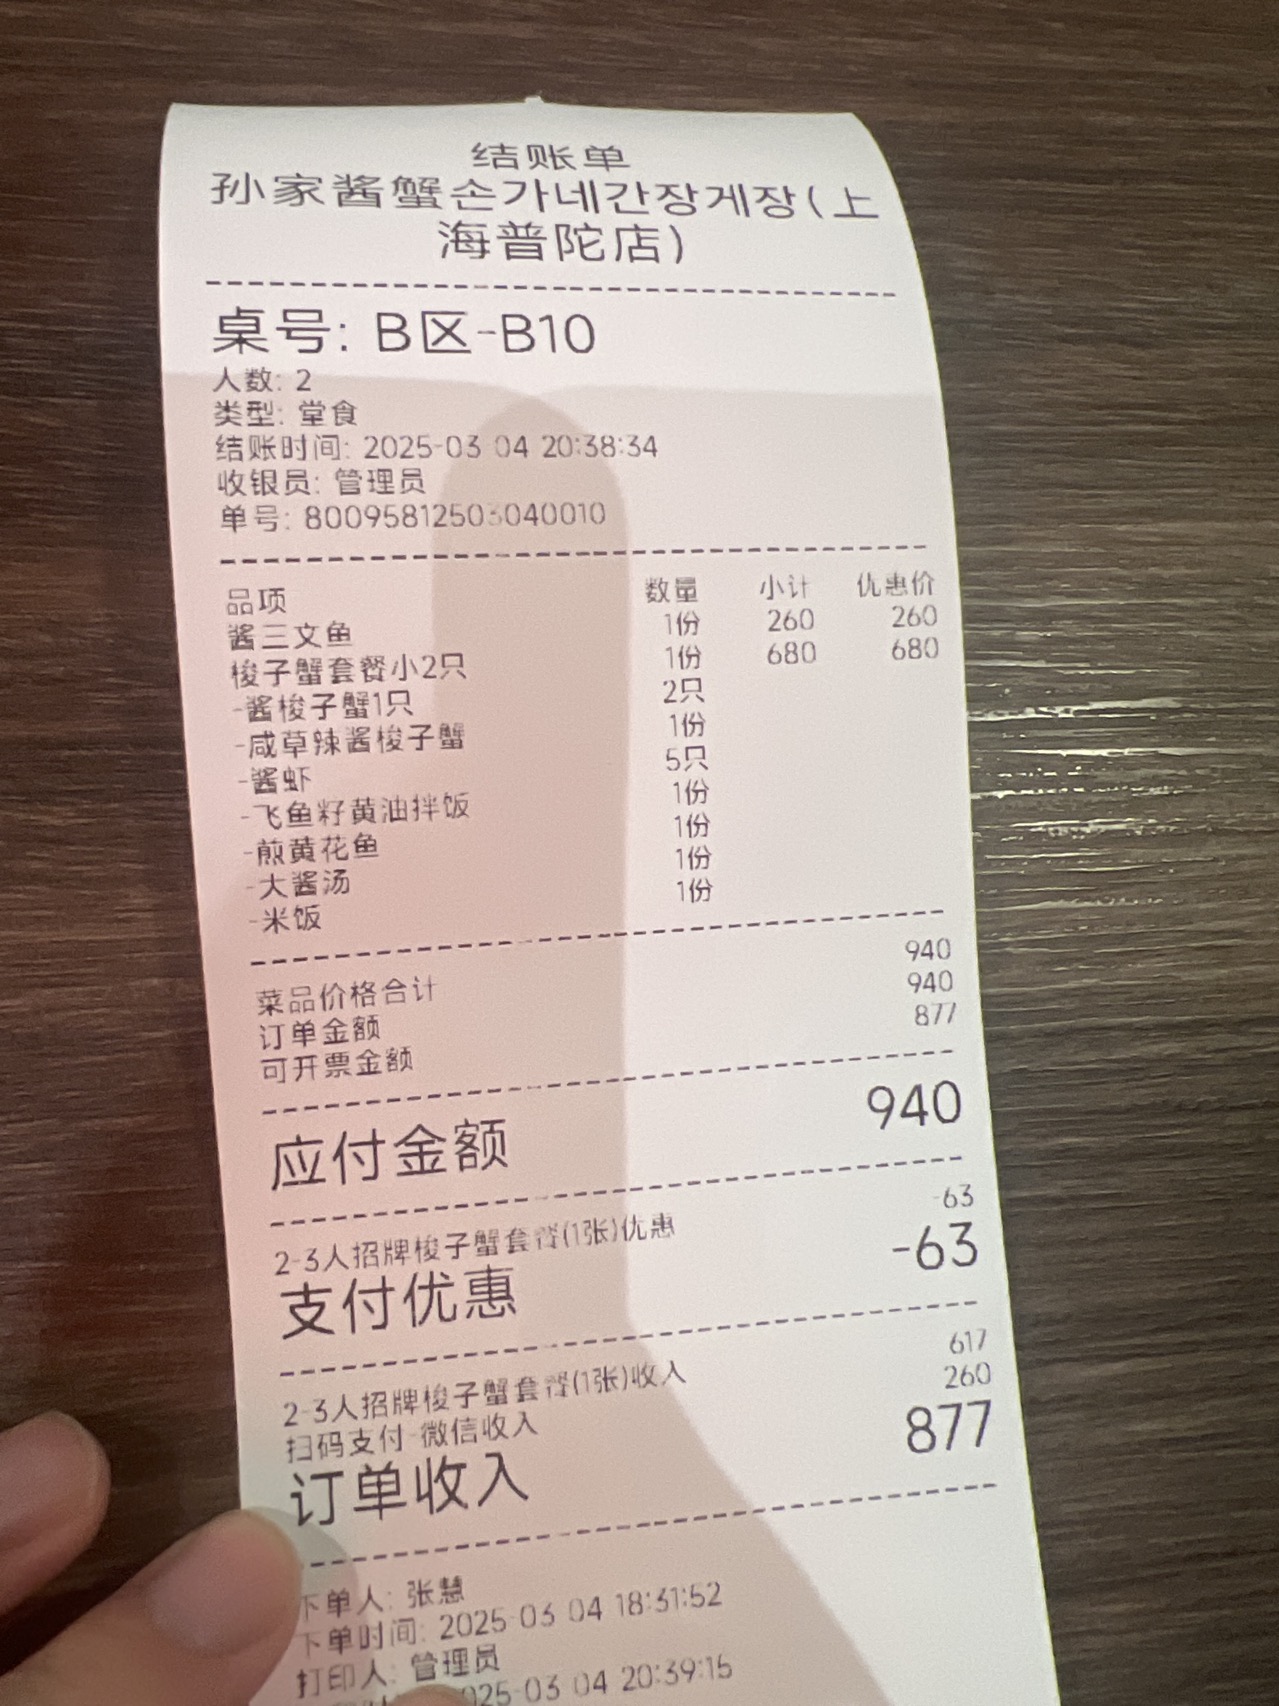 结账单
孙家酱蟹손가네간장게장(上
海普陀店)
桌号: B区-B10
人数: 2
类型: 堂食
结账时间: 2025-03 04 20:38:34
收银员: 管理员
单号: 80095812503040010
品项 数量 小计 优惠价
酱三文鱼 1份 260 260
梭子蟹套餐小2只 1份 680 680
-酱梭子蟹1只 2只
-咸草辣酱梭子蟹 1份
-酱虾 5只
-飞鱼籽黄油拌饭 1份
-煎黄花鱼 1份
-大酱汤 1份
-米饭 1份
菜品价格合计 940
订单金额 940
可开票金额 877
应付金额 940
2-3人招牌梭子蟹套餐(1张)优惠 -63
支付优惠 -63
2-3人招牌梭子蟹套餐(1张)收入 617
扫码支付-微信收入 260
订单收入 877
下单人: 张慧
下单时间: 2025-03 04 18:31:52
打印人: 管理员
025-03 04 20:39:15